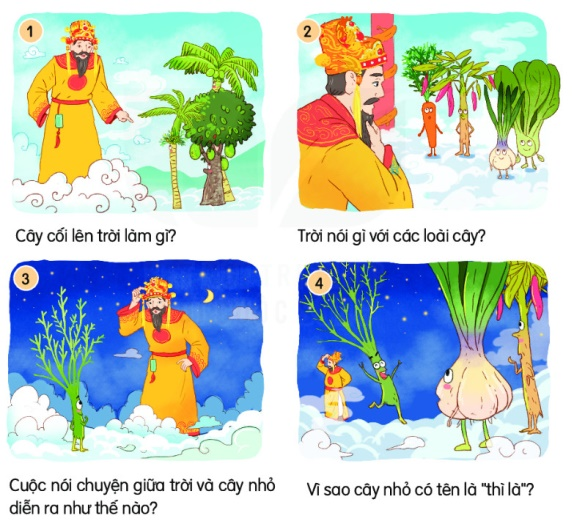 1
2
Cây cối lên trời làm gì?
Trời nói gì với các loài cây?
3
4
Cuộc nói chuyện giữa trời và cây nhỏ
diễn ra như thế nào?
Vì sao cây nhỏ có tên là "thì là"?